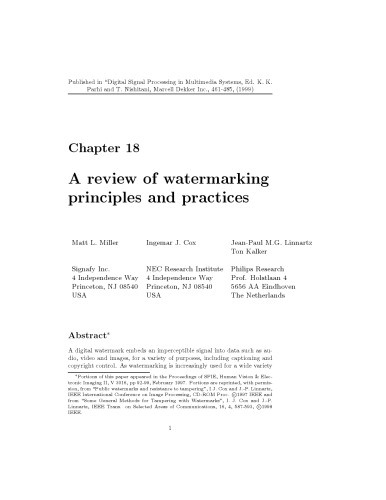 Published in "Digital Signal Processing in Multimedia Systems, Ed. K. K.
Parhi and T. Nishitani, Marcell Dekker Inc., 461-485, (1999)
Chapter 18
A review of watermarking
principles and practices
Matt L. Miller
Ingemar J. Cox
Jean-Paul M.G. Linnartz
Ton Kalker
Signafy Inc.
4 Independence Way
Princeton, NJ 08540
USA
NEC Research Institute
4 Independence Way
Princeton, NJ 08540
USA
Philips Research
Prof. Holstlaan 4
5656 AA Eindhoven
The Netherlands
Abstract*
A digital watermark embeds an imperceptible signal into data such as au-
dio, video and images, for a variety of purposes, including captioning and
copyright control. As watermarking is increasingly used for a wide variety
*Portions of this paper appeared in the Proceedings of SPIE, Human Vision & Elec-
tronic Imaging II, V 3016, pp 92-99, February 1997. Portions are reprinted, with permis-
sion, from "Public watermarks and resistance to tampering", I.J. Cox and J.-P. Linnartz,
IEEE International Conference on Image Processing, CD-ROM Proc. ©1997 IEEE and
from "Some General Methods for Tampering with Watermarks", I. J. Cox and J.-P.
Linnartz, IEEE Trans. on Selected Areas of Communications, 16, 4, 587-593, ©1998
IEEE.
1